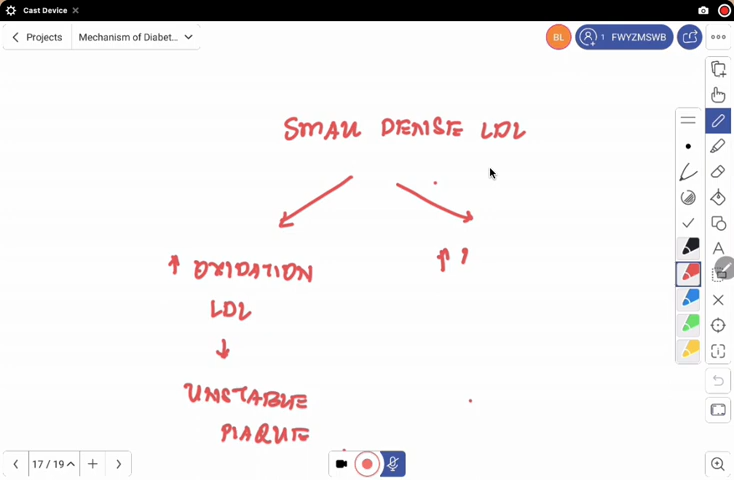 Cast Device
Projects
Mechanism of Diabet...
BL
1 FWYZMSWB
SMALL DENSE LDL
↑ OXIDATION
LDL
↓
UNSTABLE
PLAQUE
↑
17 / 19
A